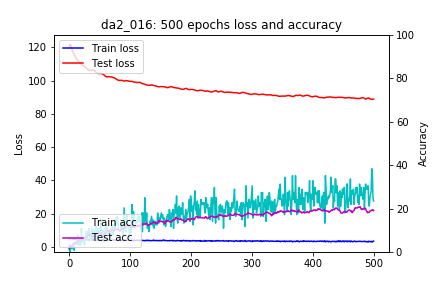 da2_016: 500 epochs loss and accuracy
Train loss
Test loss
Train acc
Test acc
Loss
Accuracy
120
100
80
60
40
20
0
100
80
60
40
20
0
0
100
200
300
400
500